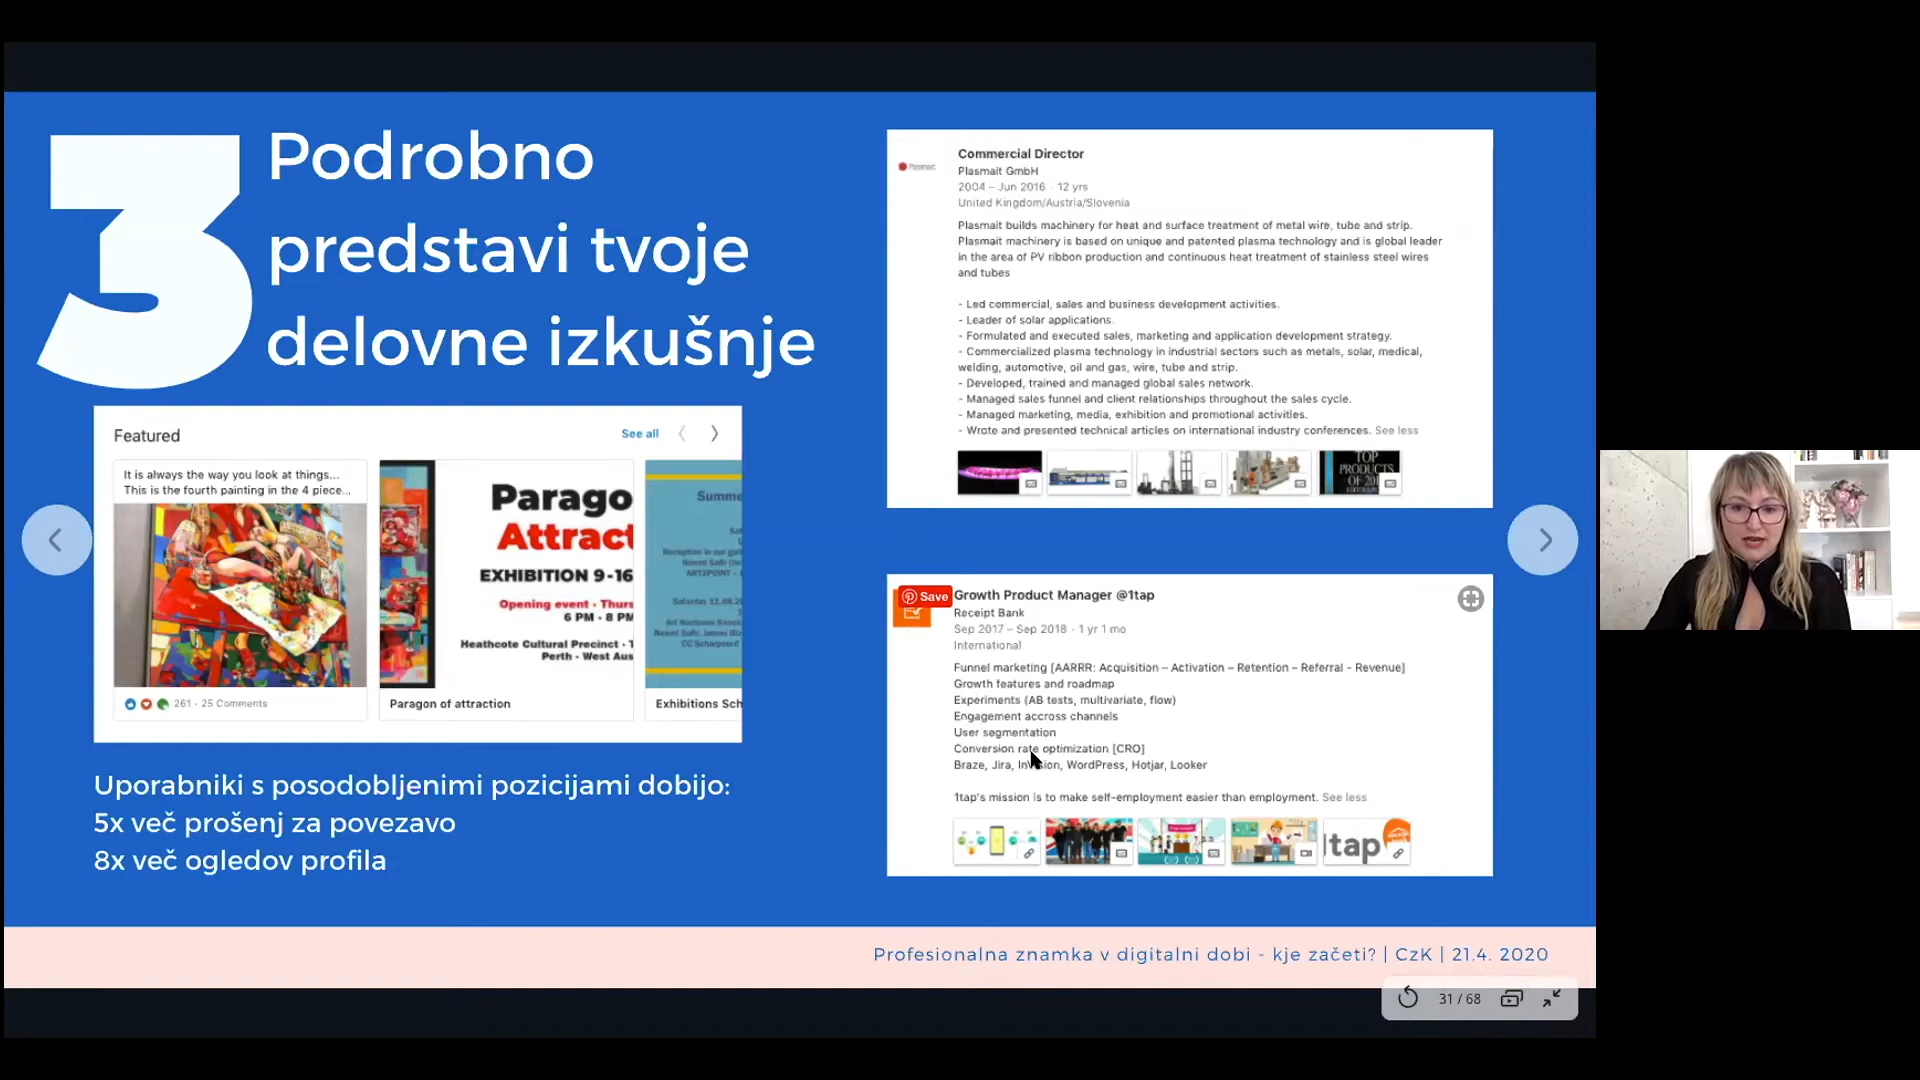 3
Podrobno
predstavi tvoje
delovne izkušnje
Featured
See all
It is always the way you look at things...
This is the fourth painting in the 4 piece...
261 · 25 Comments
Parago
Attract
EXHIBITION 9-16
Opening event · Thurs
6 PM - 8 PM
Heathcote Cultural Precinct ·
Perth - West Aus
Paragon of attraction
Summe
Reception in our gal
Exhibitions Sch
Uporabniki s posodobljenimi pozicijami dobijo:
5x več prošenj za povezavo
8x več ogledov profila
Plasmait
Commercial Director
Plasmait GmbH
2004 – Jun 2016 · 12 yrs
United Kingdom/Austria/Slovenia
Plasmait builds machinery for heat and surface treatment of metal wire, tube and strip.
Plasmait machinery is based on unique and patented plasma technology and is global leader
in the area of PV ribbon production and continuous heat treatment of stainless steel wires
and tubes
- Led commercial, sales and business development activities.
- Leader of solar applications.
- Formulated and executed sales, marketing and application development strategy.
- Commercialized plasma technology in industrial sectors such as metals, solar, medical,
welding, automotive, oil and gas, wire, tube and strip.
- Developed, trained and managed global sales network.
- Managed sales funnel and client relationships throughout the sales cycle.
- Managed marketing, media, exhibition and promotional activities.
- Wrote and presented technical articles on international industry conferences. See less
TOP
PRODUCTS
Save
Growth Product Manager @1tap
Receipt Bank
Sep 2017 – Sep 2018 · 1 yr 1 mo
International
Funnel marketing [AARRR: Acquisition – Activation – Retention – Referral - Revenue]
Growth features and roadmap
Experiments (AB tests, multivariate, flow)
Engagement accross channels
User segmentation
Conversion rate optimization [CRO]
Braze, Jira, InVision, WordPress, Hotjar, Looker
1tap's mission is to make self-employment easier than employment. See less
1tap
Profesionalna znamka v digitalni dobi - kje začeti? | CzK | 21.4. 2020
31 / 68